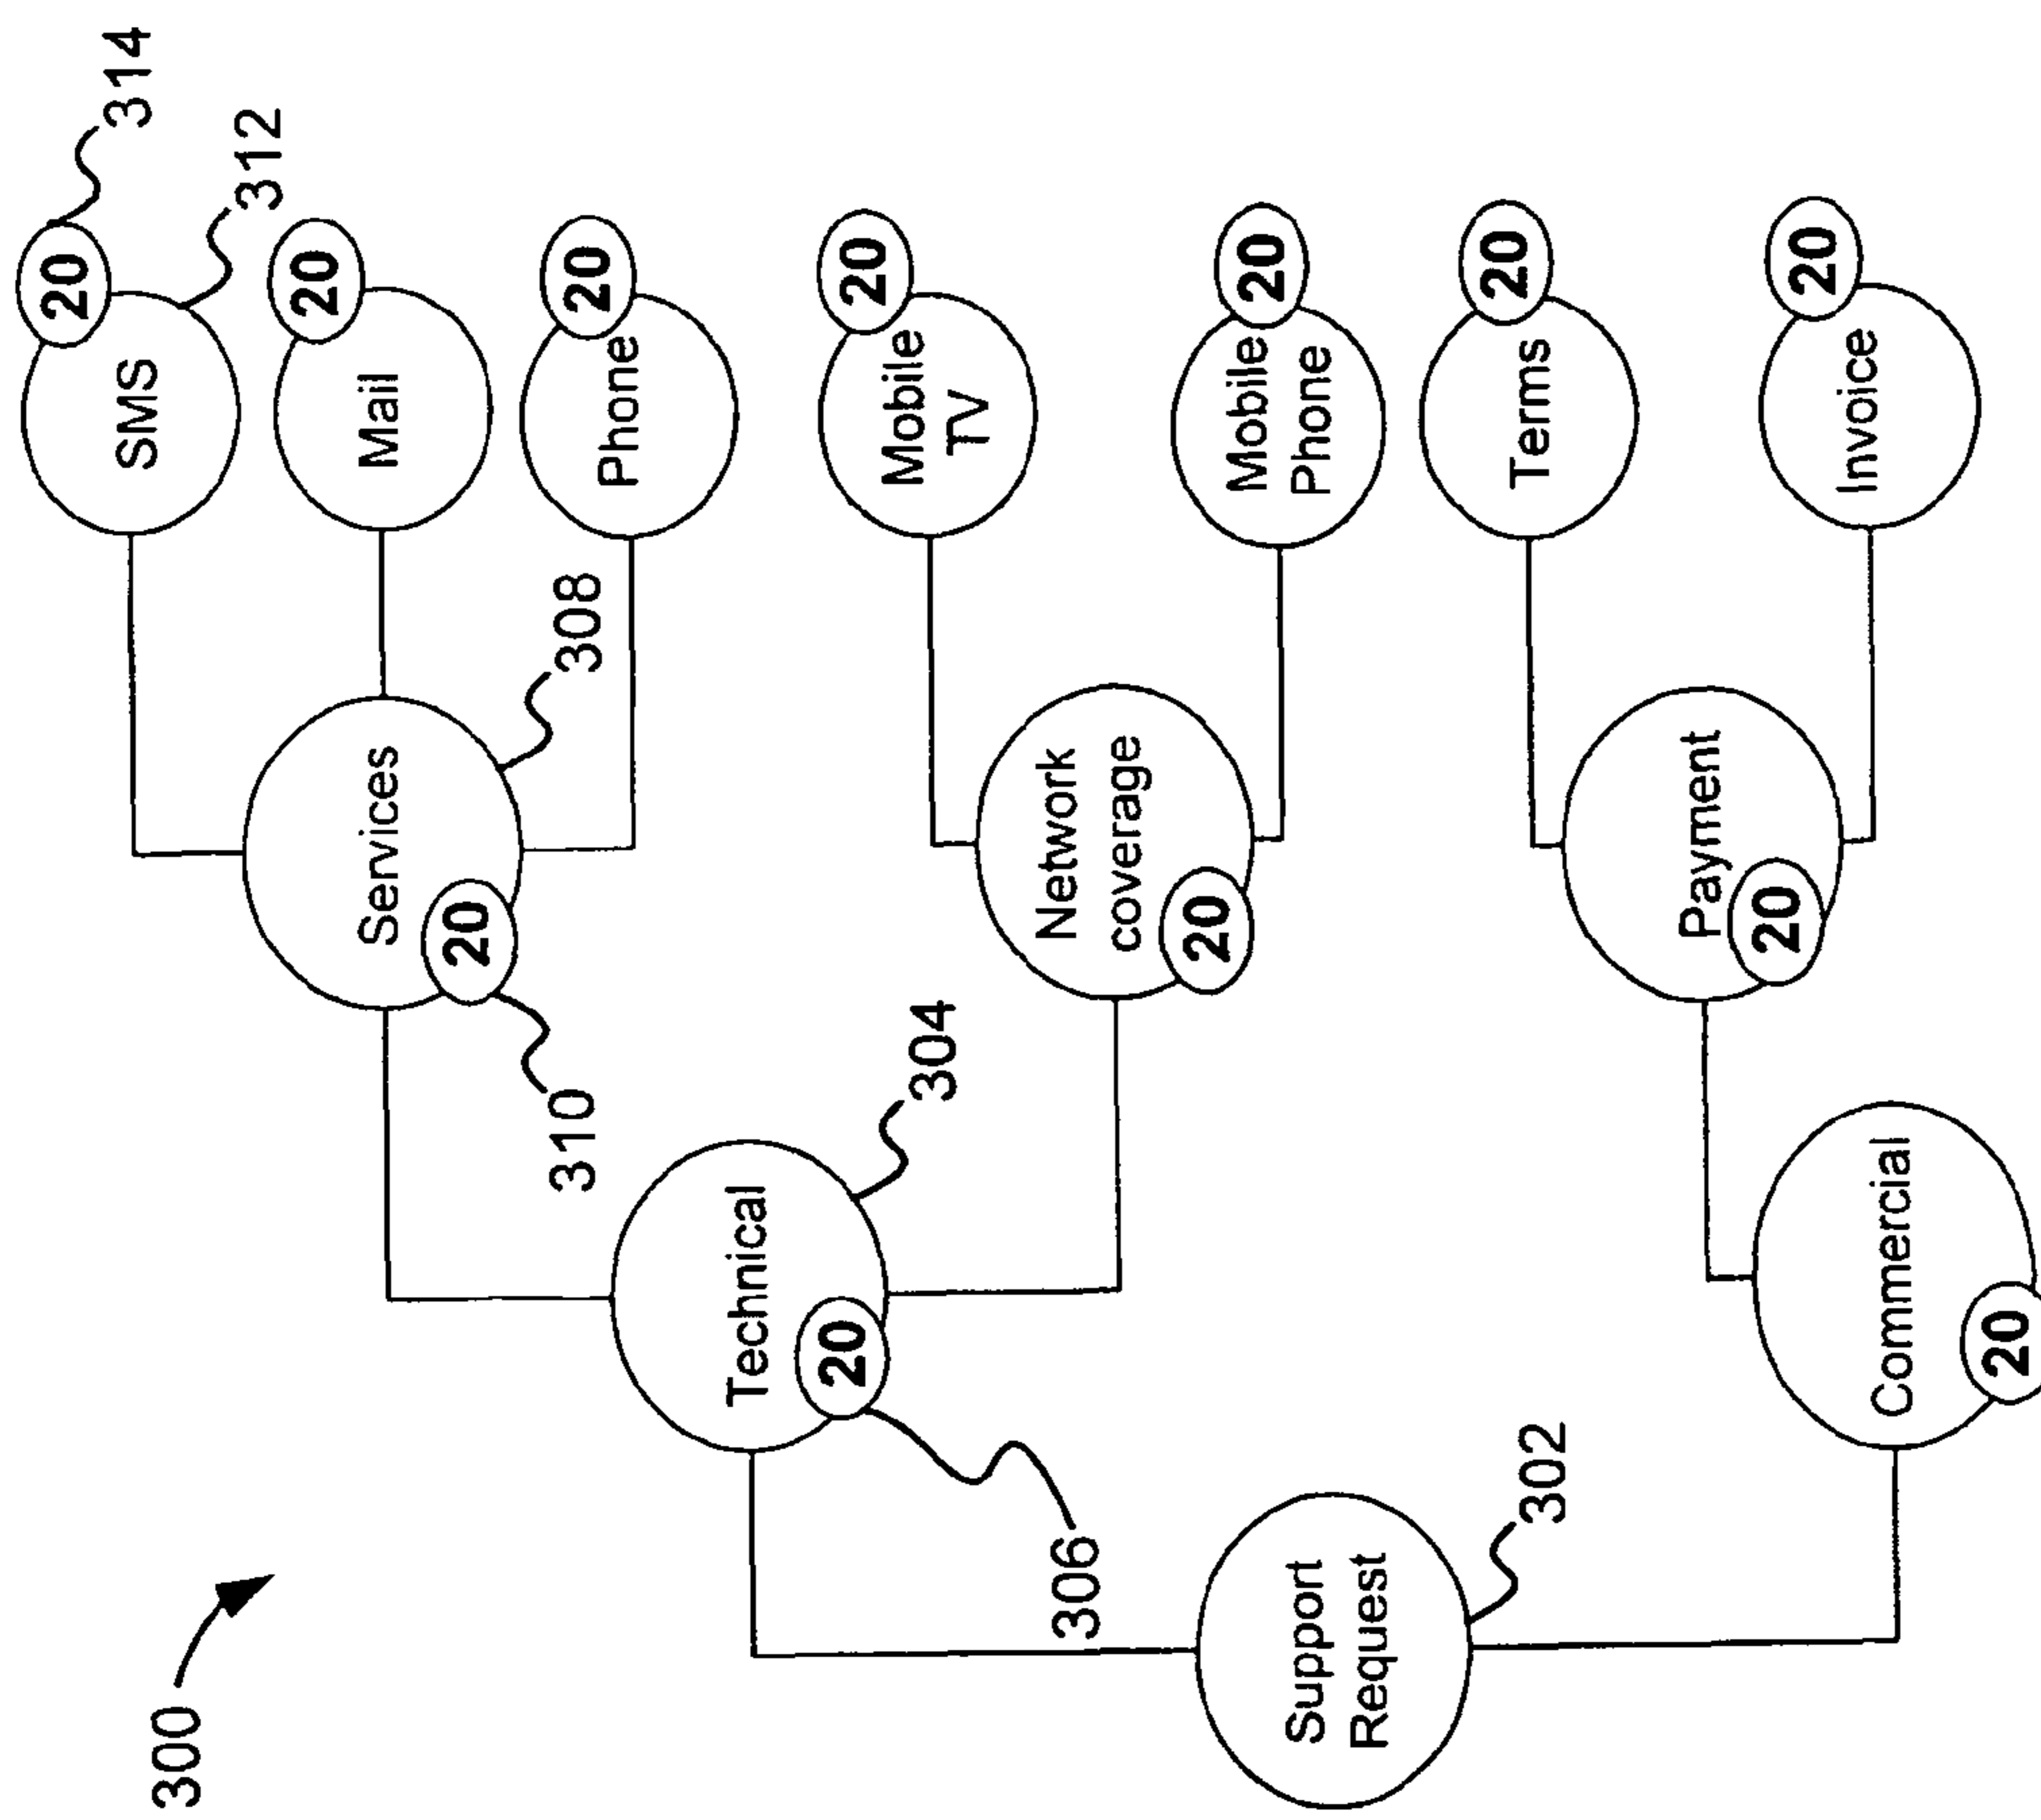 300
Support
Request
302
Technical
20
306
304
Commercial
20
Services
20
310
308
Network
coverage
20
Payment
20
SMS
20
314
312
Mail
20
Phone
20
Mobile
TV
20
Mobile
Phone
20
Terms
20
Invoice
20